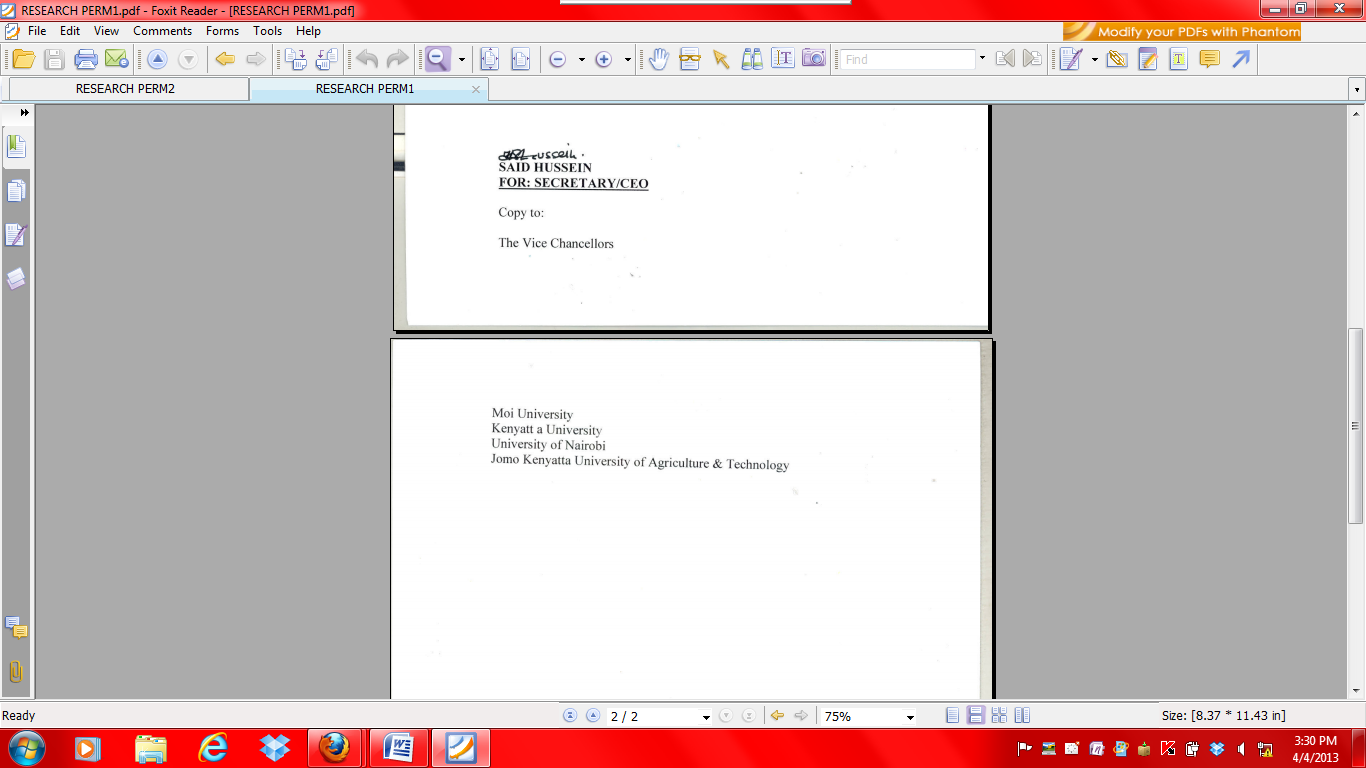 RESEARCH PERM1.pdf - Foxit Reader - [RESEARCH PERM1.pdf]
File Edit View Comments Forms Tools Help
Modify your PDFs with Phantom
Find
RESEARCH PERM2 RESEARCH PERM1
Hussein.
SAID HUSSEIN
FOR: SECRETARY/CEO
Copy to:
The Vice Chancellors
Moi University
Kenyatt a University
University of Nairobi
Jomo Kenyatta University of Agriculture & Technology
Ready 2 / 2 75% Size: [8.37 * 11.43 in]
3:30 PM
4/4/2013